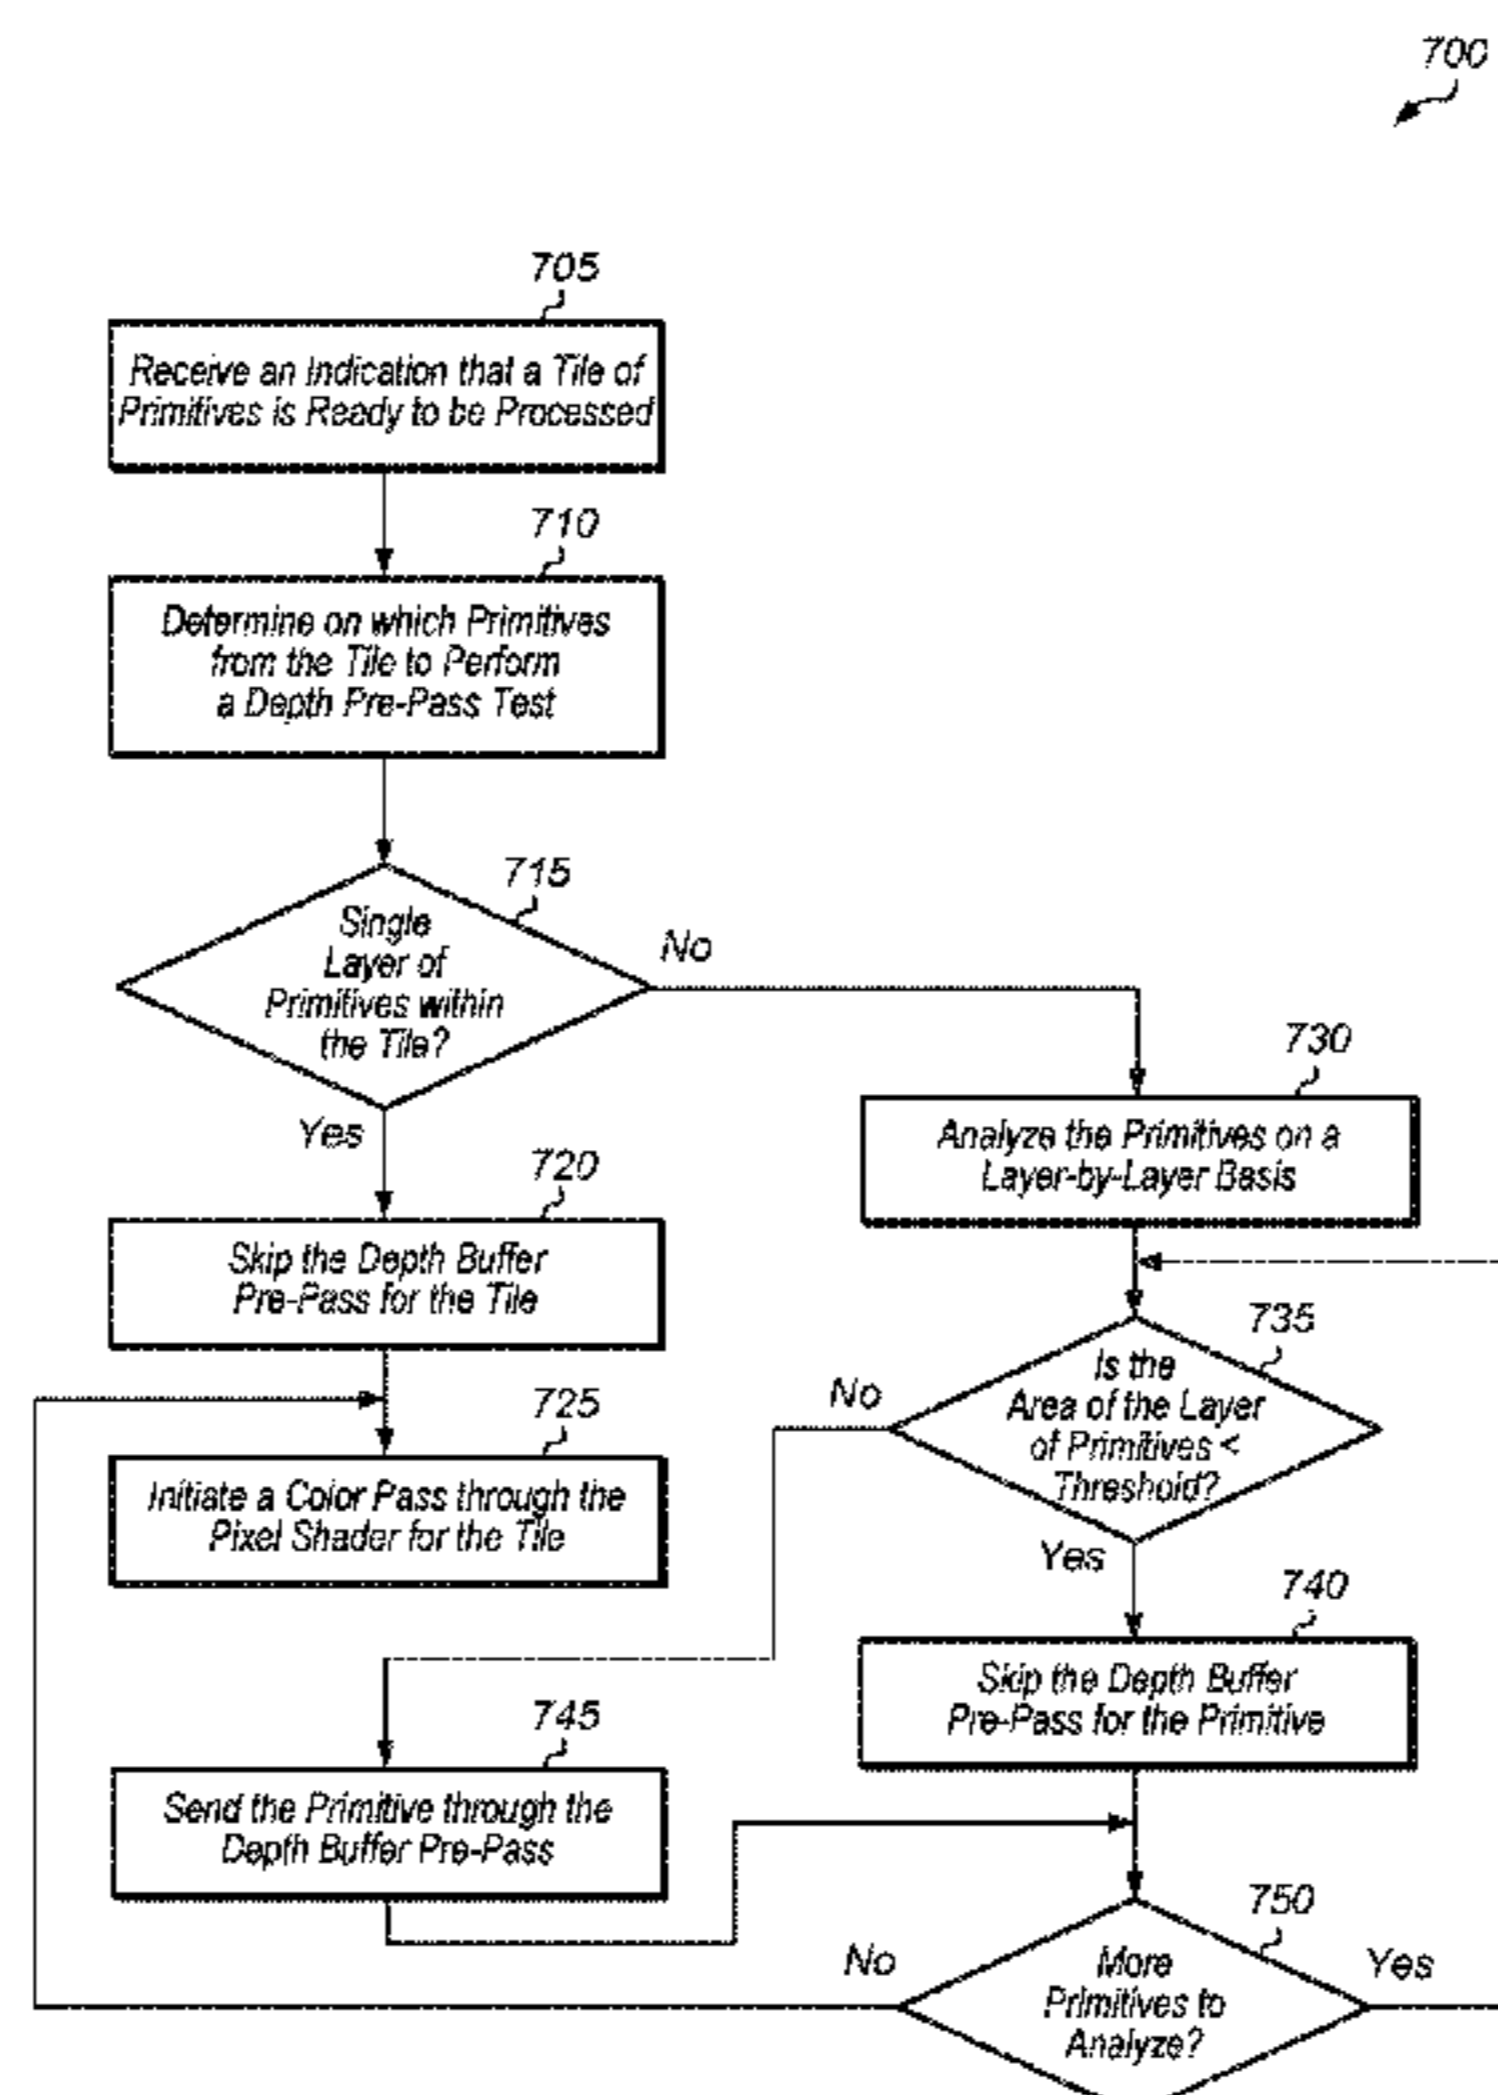 700
705
Receive an Indication that a Tile of
Primitives is Ready to be Processed
710
Determine on which Primitives
from the Tile to Perform
a Depth Pre-Pass Test
715
Single
Layer of
Primitives within
the Tile?
No
Yes
720
Skip the Depth Buffer
Pre-Pass for the Tile
725
Initiate a Color Pass through the
Pixel Shader for the Tile
730
Analyze the Primitives on a
Layer-by-Layer Basis
735
Is the
Area of the Layer
of Primitives <
Threshold?
No
Yes
740
Skip the Depth Buffer
Pre-Pass for the Primitive
745
Send the Primitive through the
Depth Buffer Pre-Pass
750
More
Primitives to
Analyze?
No
Yes